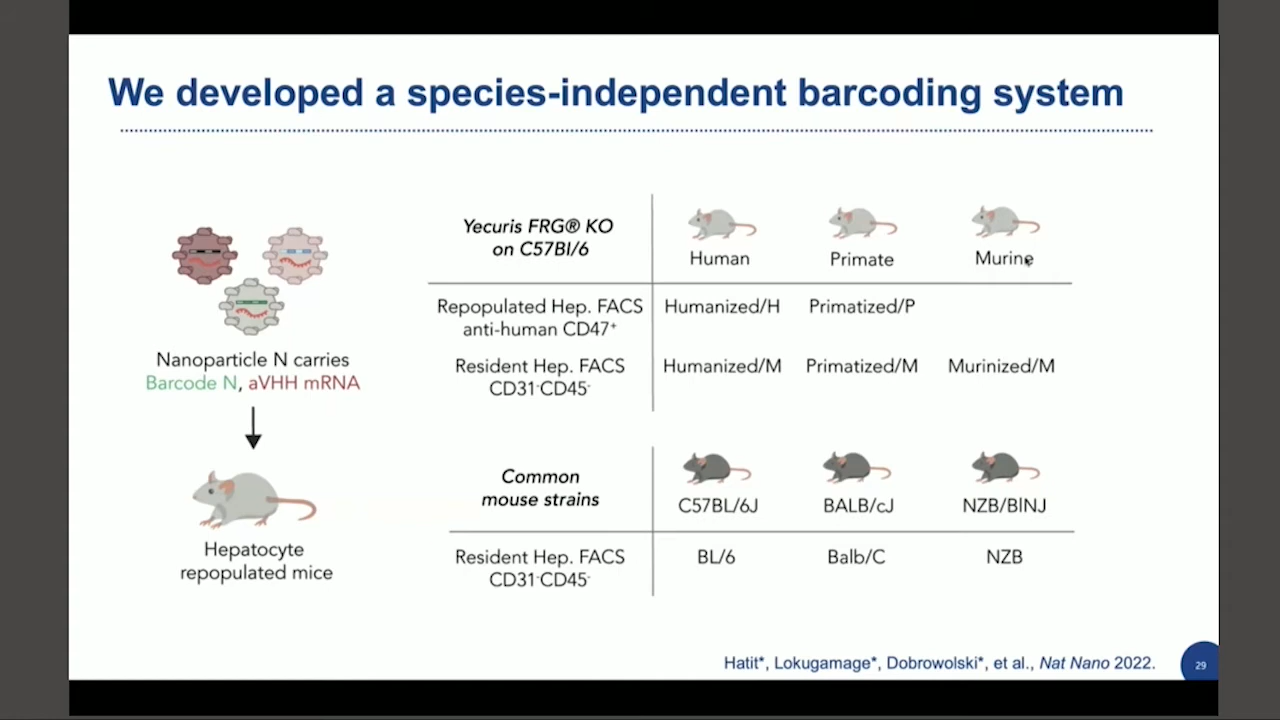 We developed a species-independent barcoding system
Nanoparticle N carries
Barcode N, aVHH mRNA
Hepatocyte
repopulated mice
Yecuris FRG® KO
on C57Bl/6
Human
Primate
Murine
Repopulated Hep. FACS
anti-human CD47⁺
Humanized/H
Primatized/P
Resident Hep. FACS
CD31⁻CD45⁻
Humanized/M
Primatized/M
Murinized/M
Common
mouse strains
C57BL/6J
BALB/cJ
NZB/BlNJ
Resident Hep. FACS
CD31⁻CD45⁻
BL/6
Balb/C
NZB
Hatit*, Lokugamage*, Dobrowolski*, et al., Nat Nano 2022.
29